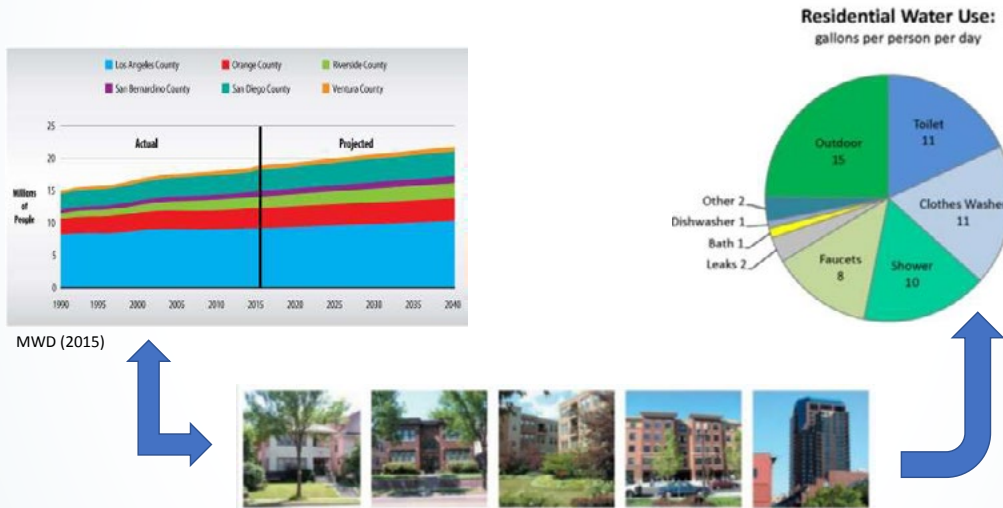 Residential Water Use:
gallons per person per day
Los Angeles County
Orange County
Riverside County
San Bernardino County
San Diego County
Ventura County
25
20
15
10
5
0
Millions
of
People
Actual
Projected
1990
1995
2000
2005
2010
2015
2020
2025
2030
2035
2040
MWD (2015)
Toilet
11
Clothes Washer
11
Shower
10
Faucets
8
Leaks 2
Bath 1
Dishwasher 1
Other 2
Outdoor
15